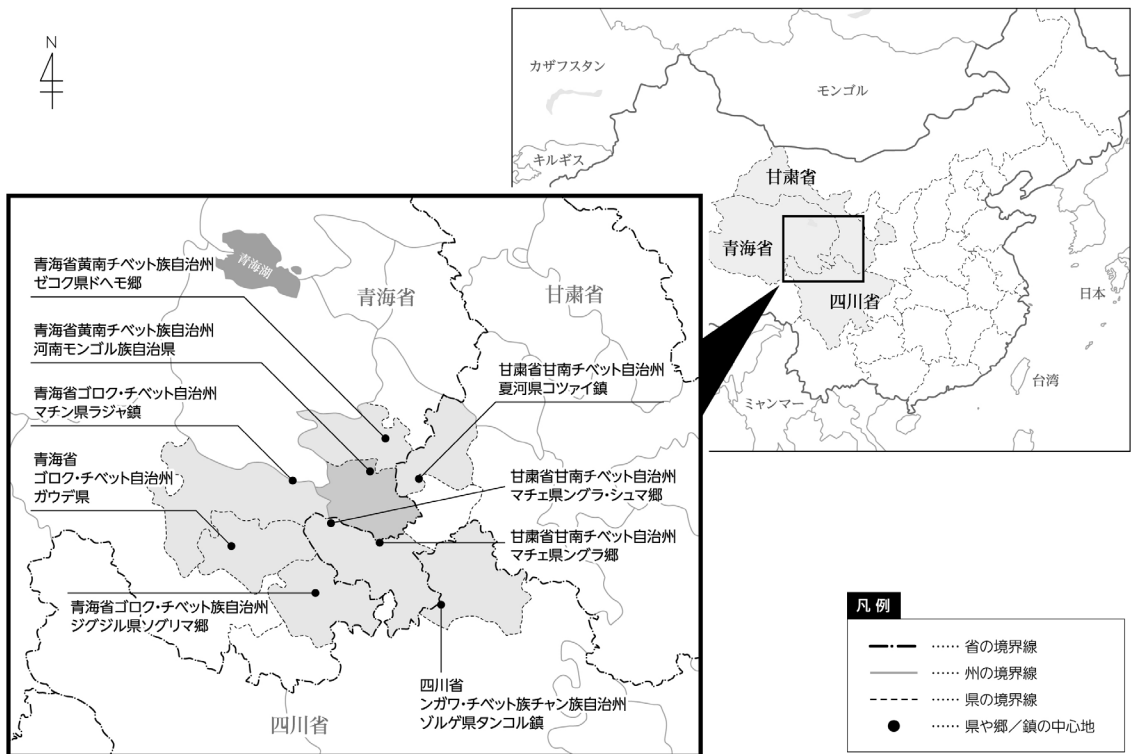 N
カザフスタン
モンゴル
キルギス
甘粛省
青海省
四川省
日本
台湾
ミャンマー
青海湖
青海省
甘粛省
四川省
青海省黄南チベット族自治州
ゼコク県ドヘモ郷
青海省黄南チベット族自治州
河南モンゴル族自治県
青海省ゴロク・チベット自治州
マチン県ラジャ鎮
青海省
ゴロク・チベット自治州
ガウデ県
甘粛省甘南チベット自治州
夏河県コツァイ鎮
甘粛省甘南チベット自治州
マチェ県ングラ・シュマ郷
甘粛省甘南チベット自治州
マチェ県ングラ郷
青海省ゴロク・チベット族自治州
ジグジル県ソグリマ郷
四川省
ンガワ・チベット族チャン族自治州
ゾルゲ県タンコル鎮
凡例
…… 省の境界線
…… 州の境界線
…… 県の境界線
…… 県や郷／鎮の中心地